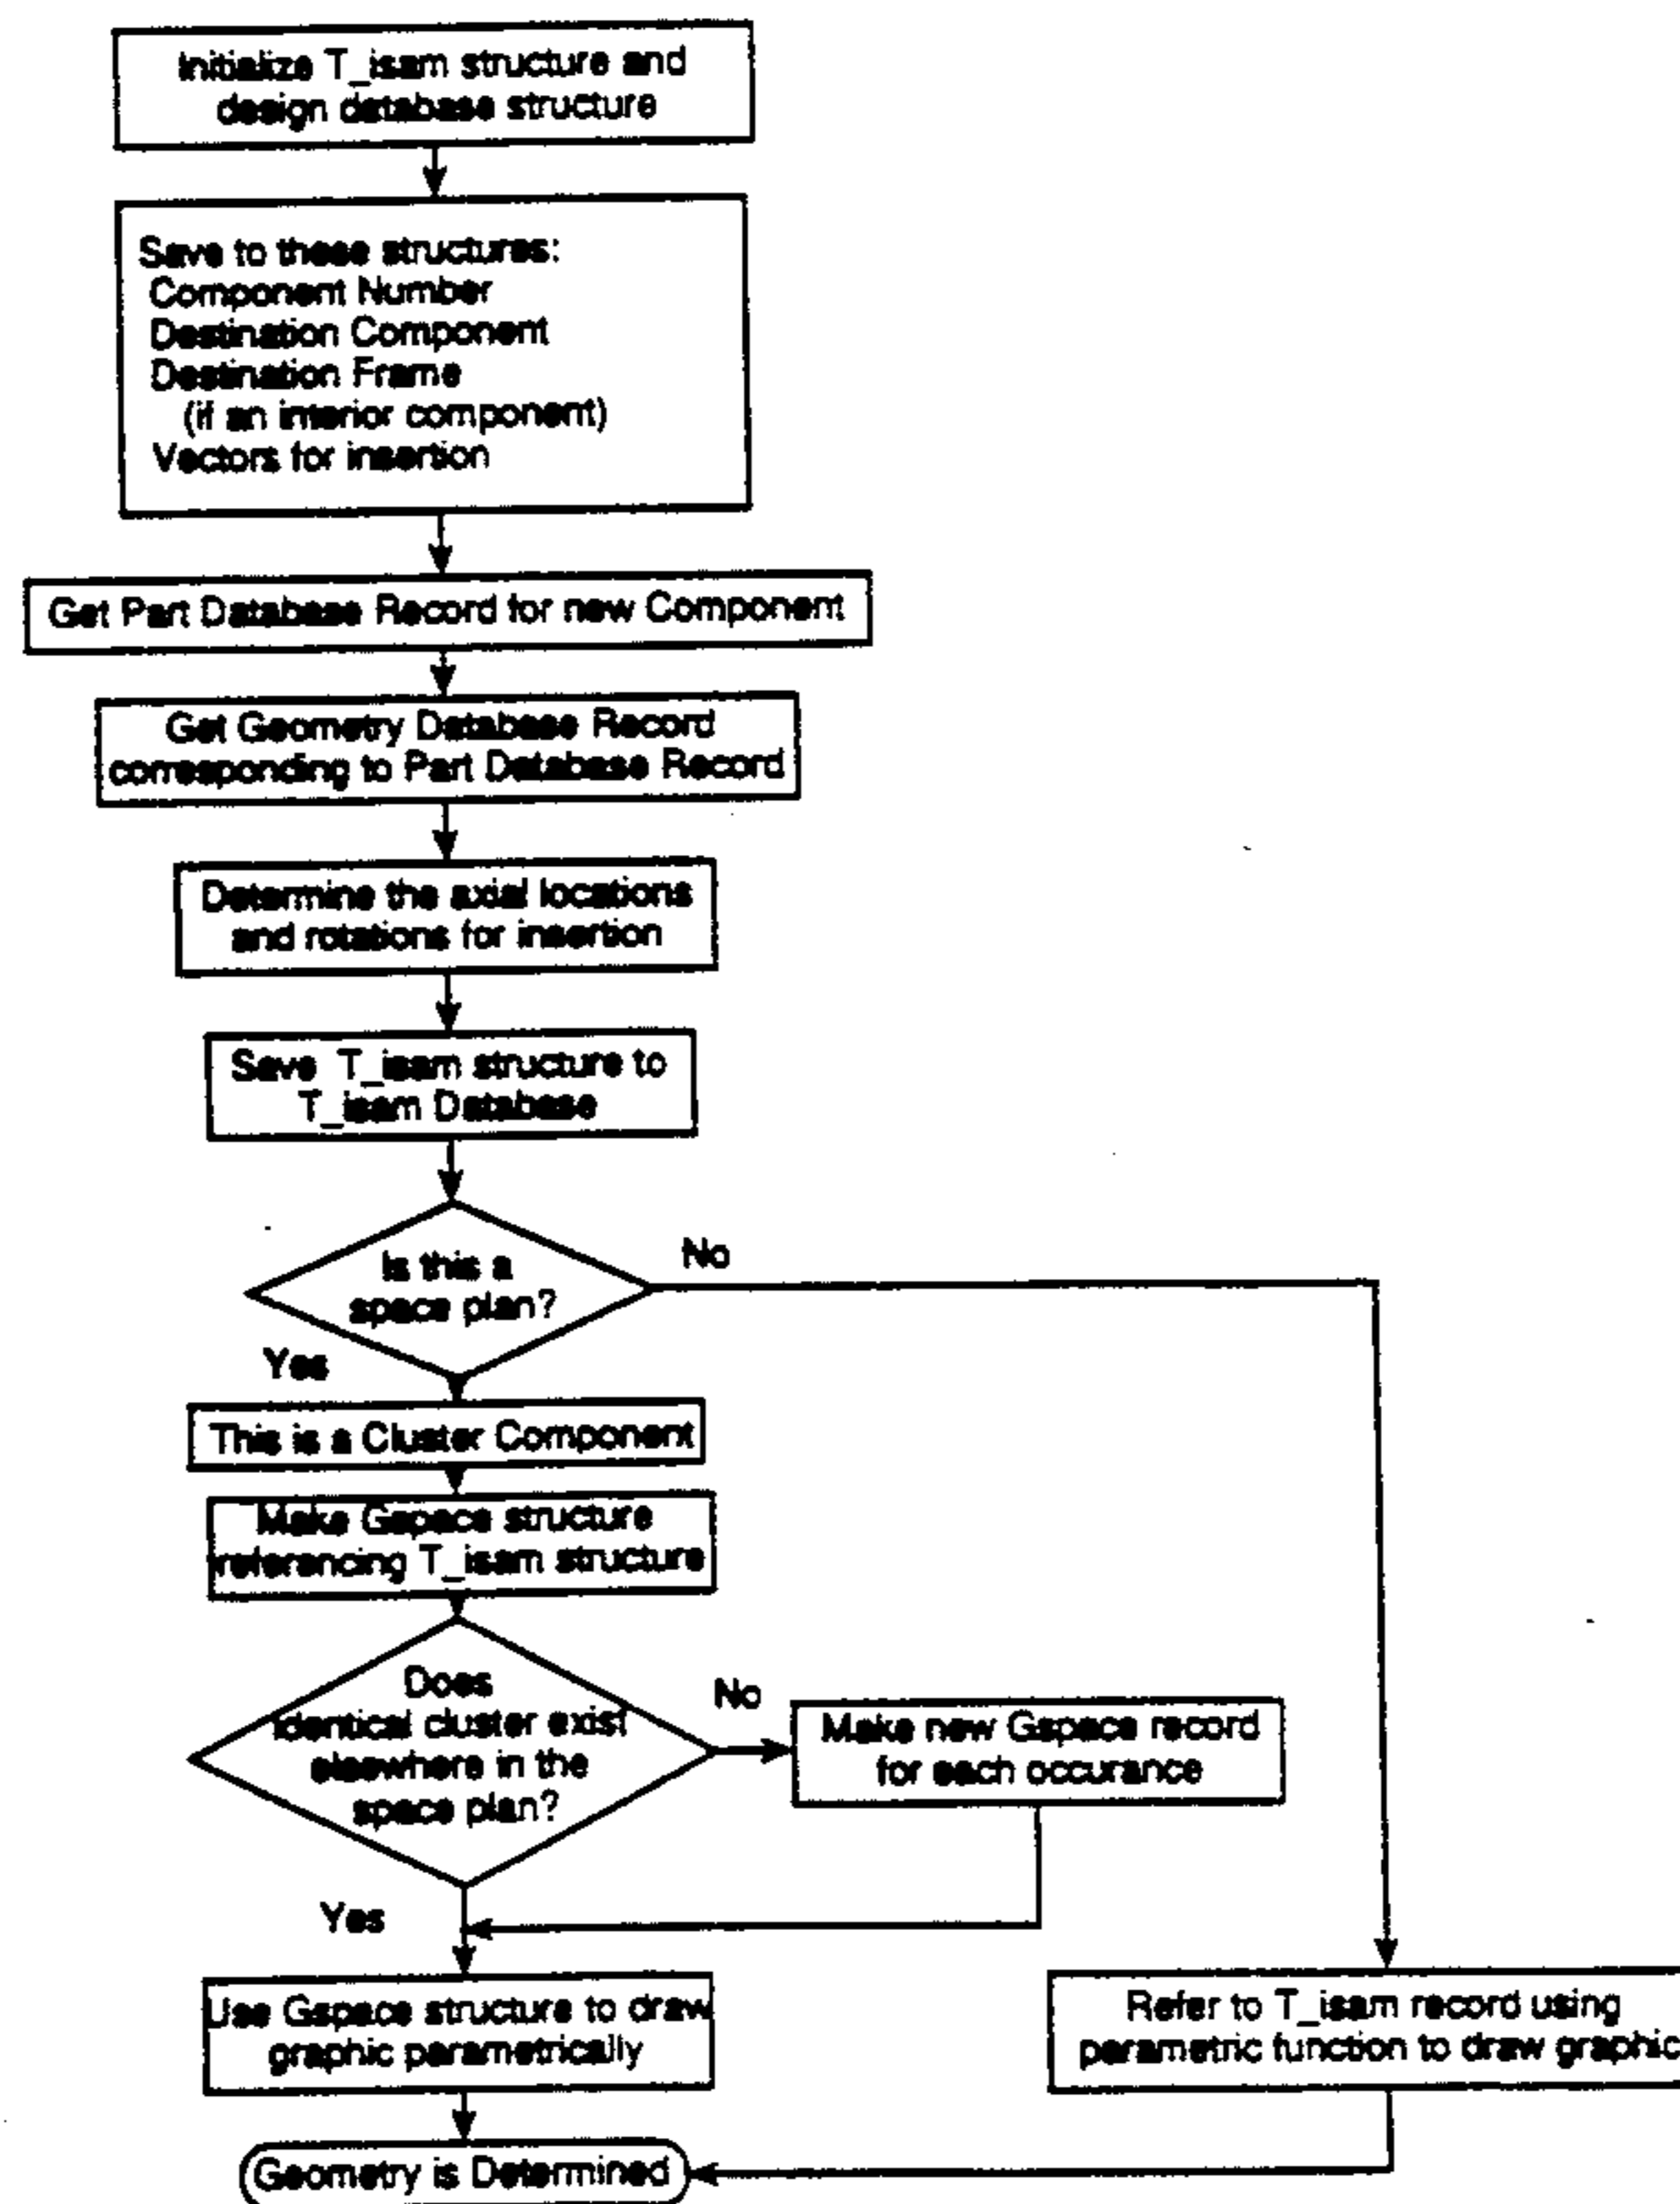 Initialize T_isam structure and
design database structure
Save to these structures:
Component Number
Destination Component
Destination Frame
(if an interior component)
Vectors for insertion
Get Part Database Record for new Component
Get Geometry Database Record
corresponding to Part Database Record
Determine the axial locations
and rotations for insertion
Save T_isam structure to
T_isam Database
Is this a
space plan?
No
Yes
This is a Cluster Component
Make Gspace structure
referencing T_isam structure
Does
identical cluster exist
elsewhere in the
space plan?
No
Make new Gspace record
for each occurance
Yes
Use Gspace structure to draw
graphic parametrically
Refer to T_isam record using
parametric function to draw graphic
Geometry is Determined